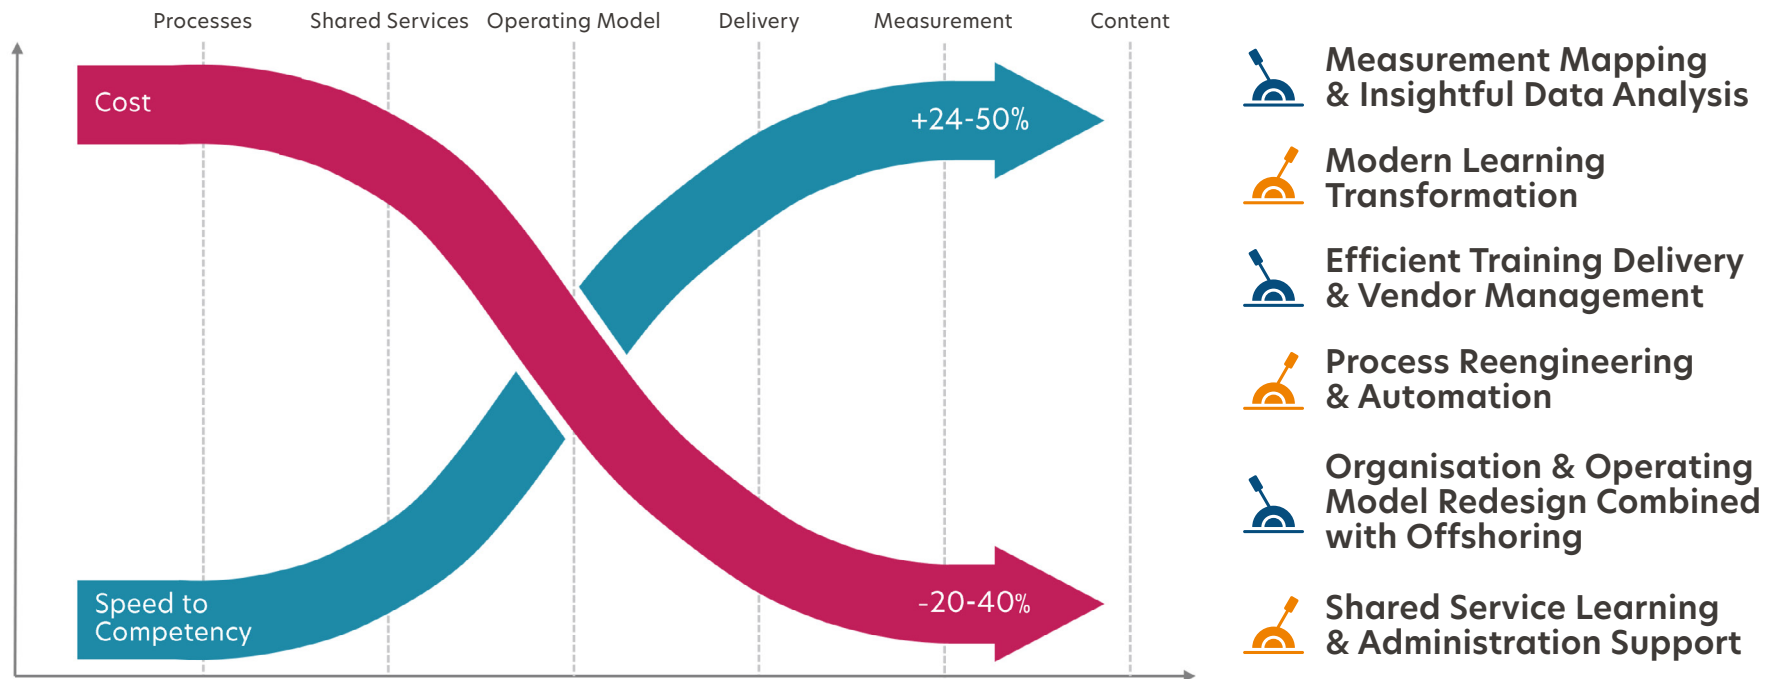 Processes
Shared Services
Operating Model
Delivery
Measurement
Content
Cost
+24-50%
Speed to
Competency
-20-40%
Measurement Mapping
& Insightful Data Analysis
Modern Learning
Transformation
Efficient Training Delivery
& Vendor Management
Process Reengineering
& Automation
Organisation & Operating
Model Redesign Combined
with Offshoring
Shared Service Learning
& Administration Support